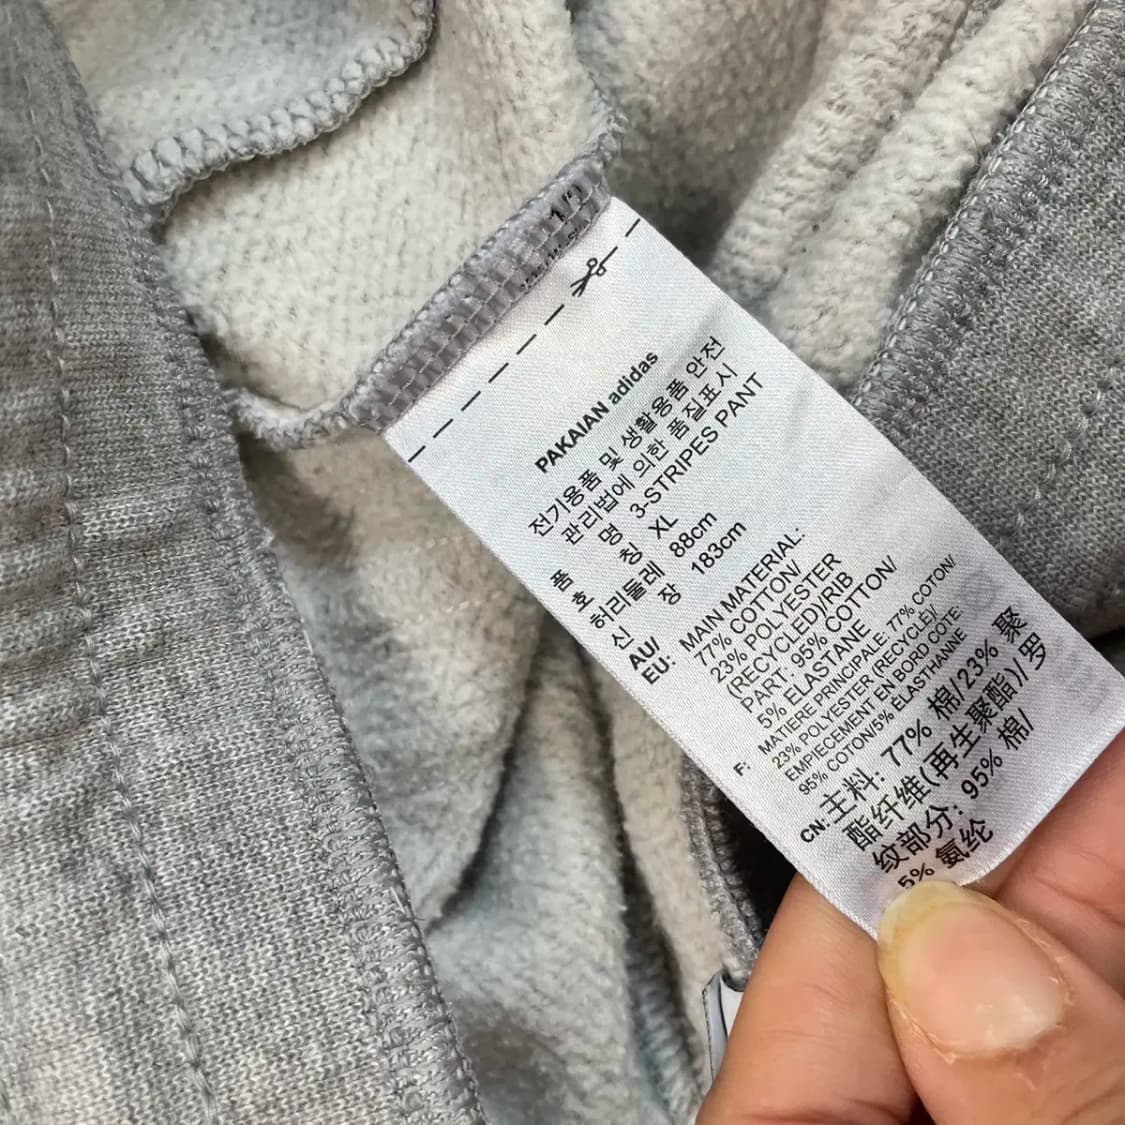 PAKAIAN adidas
전기용품 및 생활용품 안전
관리법에 의한 품질표시
품 명 3-STRIPES PANT
호 칭 XL
허리둘레 88cm
신 장 183cm
AU/
EU: MAIN MATERIAL:
77% COTTON/
23% POLYESTER
(RECYCLED)/RIB
PART: 95% COTTON/
5% ELASTANE
F: MATIERE PRINCIPALE: 77% COTON/
23% POLYESTER (RECYCLÉ)/
EMPIECEMENT EN BORD COTE:
95% COTON/5% ÉLASTHANNE
CN: 主料: 77% 棉/23% 聚
酯纤维(再生聚酯)/ 罗
纹部分: 95% 棉/
5% 氨纶